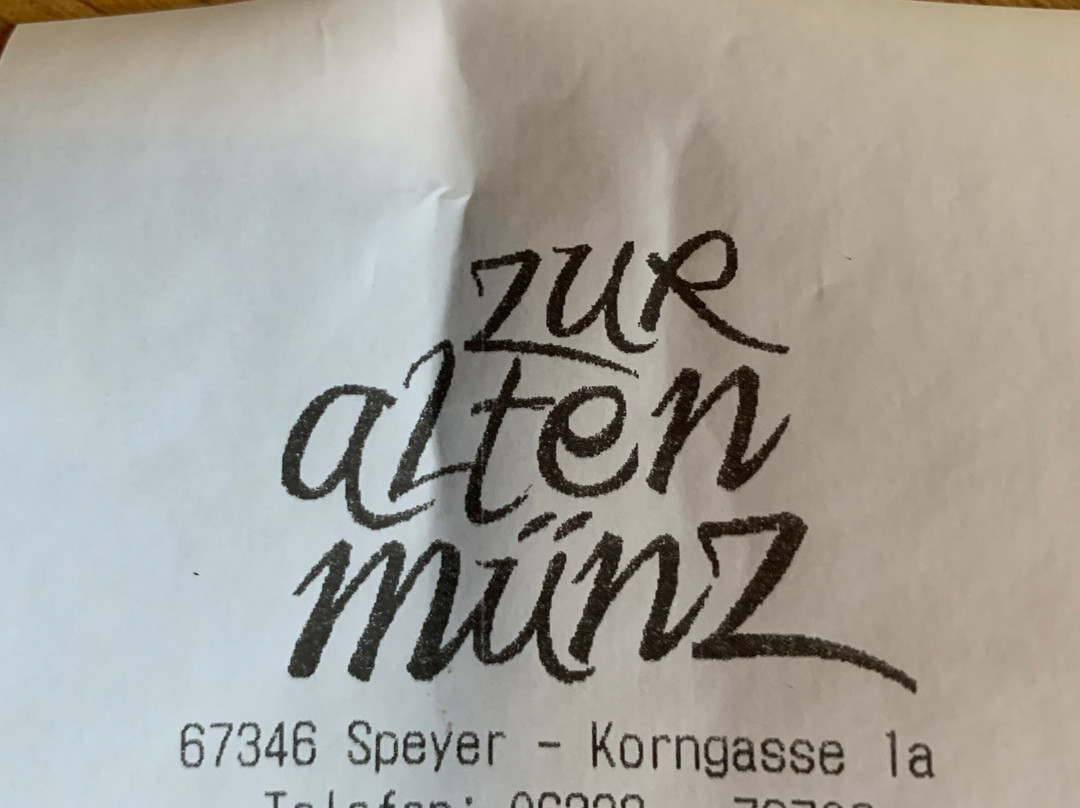 zur
alten
münz
67346 Speyer - Korngasse 1a